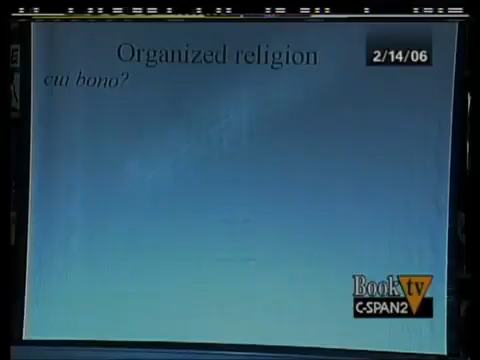 Organized religion
2/14/06
cui bono?
Book tv
C-SPAN2